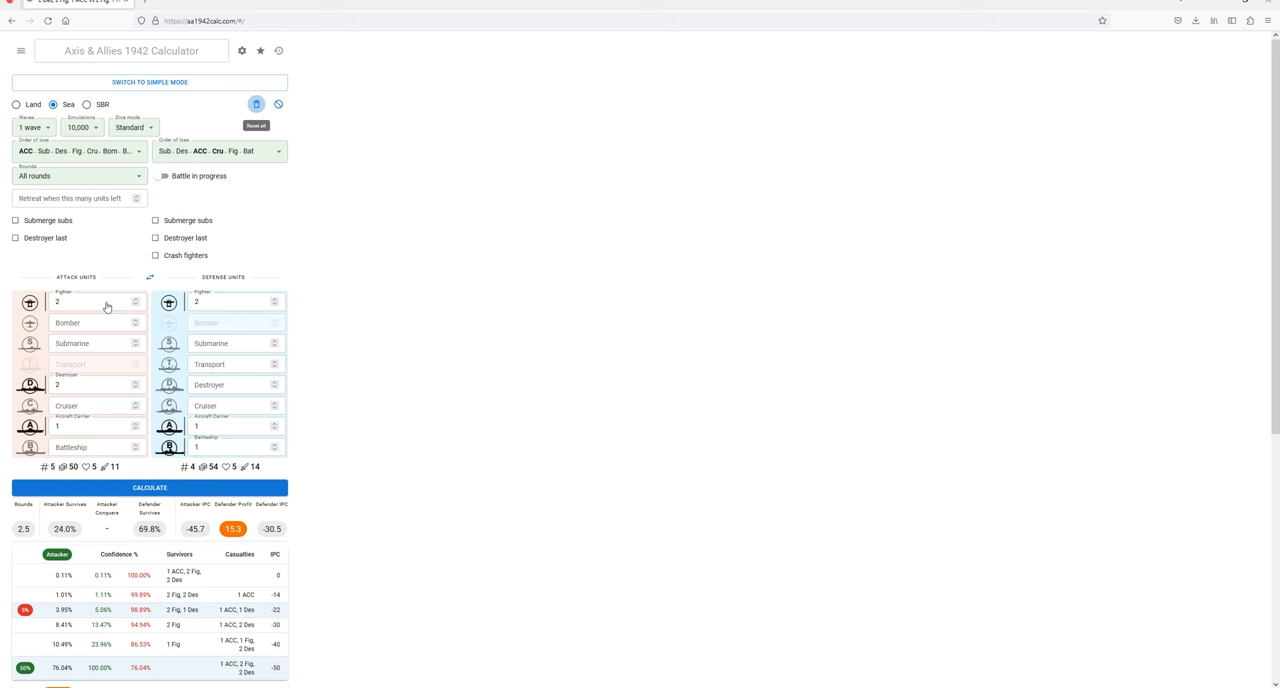 https://aa1942calc.com/#/
Axis & Allies 1942 Calculator
SWITCH TO SIMPLE MODE
Land Sea SBR
Reset all
Waves Simulations Dice mode
1 wave 10,000 Standard
Order of loss Order of loss
ACC - Sub - Des - Fig - Cru - Bom - B... Sub - Des - ACC - Cru - Fig - Bat
Rounds
All rounds Battle in progress
Retreat when this many units left
Submerge subs Submerge subs
Destroyer last Destroyer last
Crash fighters
ATTACK UNITS DEFENSE UNITS
Fighter Fighter
2 2
Bomber Bomber
S Submarine S Submarine
T Transport T Transport
Destroyer
D 2 D Destroyer
C Cruiser C Cruiser
Aircraft Carrier Aircraft Carrier
A 1 A 1
Battleship
B Battleship B 1
# 5 50 5 11 # 4 54 5 14
CALCULATE
Rounds Attacker Survives Attacker Conquers Defender Survives Attacker IPC Defender Profit Defender IPC
2.5 24.0% - 69.8% -45.7 15.3 -30.5
Attacker Confidence % Survivors Casualties IPC
0.11% 0.11% 100.00% 1 ACC, 2 Fig, 2 Des 0
1.01% 1.11% 99.89% 2 Fig, 2 Des 1 ACC -14
5% 3.95% 5.06% 98.89% 2 Fig, 1 Des 1 ACC, 1 Des -22
8.41% 13.47% 94.94% 2 Fig 1 ACC, 2 Des -30
10.49% 23.96% 86.53% 1 Fig 1 ACC, 1 Fig, 2 Des -40
50% 76.04% 100.00% 76.04% 1 ACC, 2 Fig, 2 Des -50